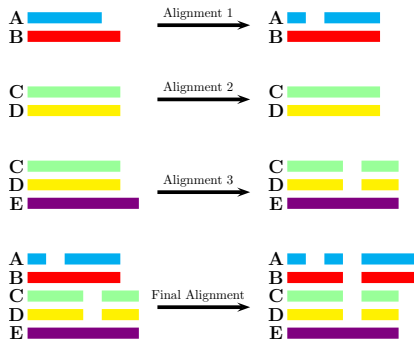 A Alignment 1 A
B B
C Alignment 2 C
D D
C Alignment 3 C
D D
E E
A A
B B
C Final Alignment C
D D
E E